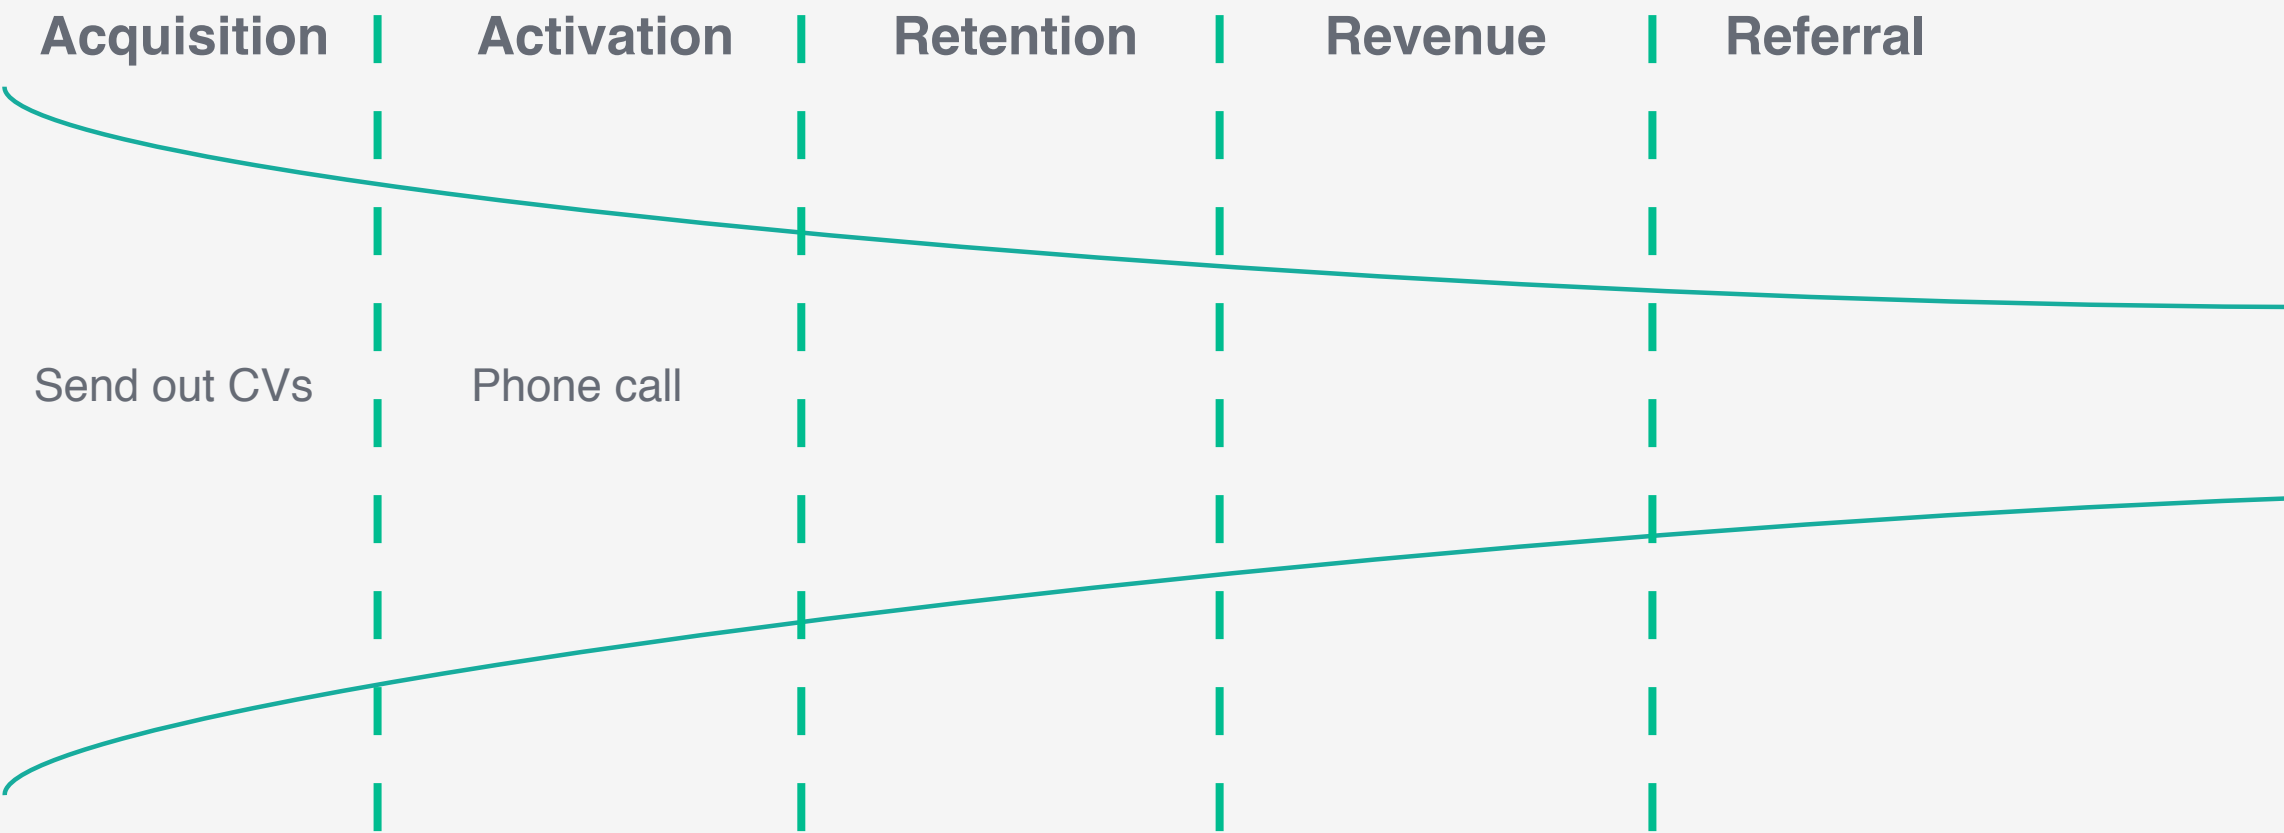 Acquisition
Activation
Retention
Revenue
Referral
Send out CVs
Phone call